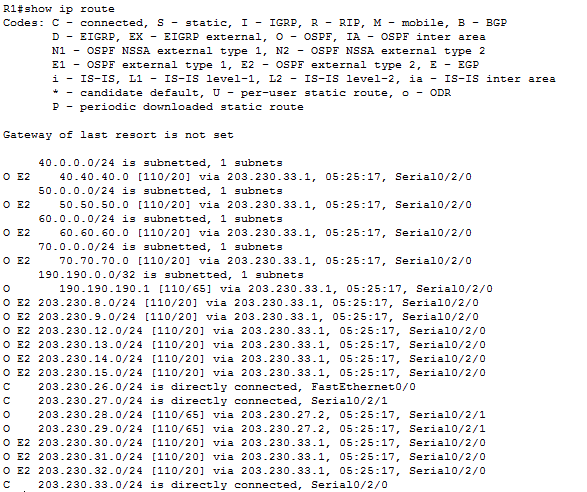 R1#show ip route
Codes: C - connected, S - static, I - IGRP, R - RIP, M - mobile, B - BGP
       D - EIGRP, EX - EIGRP external, O - OSPF, IA - OSPF inter area
       N1 - OSPF NSSA external type 1, N2 - OSPF NSSA external type 2
       E1 - OSPF external type 1, E2 - OSPF external type 2, E - EGP
       i - IS-IS, L1 - IS-IS level-1, L2 - IS-IS level-2, ia - IS-IS inter area
       * - candidate default, U - per-user static route, o - ODR
       P - periodic downloaded static route

Gateway of last resort is not set

     40.0.0.0/24 is subnetted, 1 subnets
O E2    40.40.40.0 [110/20] via 203.230.33.1, 05:25:17, Serial0/2/0
     50.0.0.0/24 is subnetted, 1 subnets
O E2    50.50.50.0 [110/20] via 203.230.33.1, 05:25:17, Serial0/2/0
     60.0.0.0/24 is subnetted, 1 subnets
O E2    60.60.60.0 [110/20] via 203.230.33.1, 05:25:17, Serial0/2/0
     70.0.0.0/24 is subnetted, 1 subnets
O E2    70.70.70.0 [110/20] via 203.230.33.1, 05:25:17, Serial0/2/0
     190.190.0.0/32 is subnetted, 1 subnets
O       190.190.190.1 [110/65] via 203.230.33.1, 05:25:17, Serial0/2/0
O E2 203.230.8.0/24 [110/20] via 203.230.33.1, 05:25:17, Serial0/2/0
O E2 203.230.9.0/24 [110/20] via 203.230.33.1, 05:25:17, Serial0/2/0
O E2 203.230.12.0/24 [110/20] via 203.230.33.1, 05:25:17, Serial0/2/0
O E2 203.230.13.0/24 [110/20] via 203.230.33.1, 05:25:17, Serial0/2/0
O E2 203.230.14.0/24 [110/20] via 203.230.33.1, 05:25:17, Serial0/2/0
O E2 203.230.15.0/24 [110/20] via 203.230.33.1, 05:25:17, Serial0/2/0
C    203.230.26.0/24 is directly connected, FastEthernet0/0
C    203.230.27.0/24 is directly connected, Serial0/2/1
O    203.230.28.0/24 [110/65] via 203.230.27.2, 05:25:17, Serial0/2/1
O    203.230.29.0/24 [110/65] via 203.230.27.2, 05:25:17, Serial0/2/1
O E2 203.230.30.0/24 [110/20] via 203.230.33.1, 05:25:17, Serial0/2/0
O E2 203.230.31.0/24 [110/20] via 203.230.33.1, 05:25:17, Serial0/2/0
O E2 203.230.32.0/24 [110/20] via 203.230.33.1, 05:25:17, Serial0/2/0
C    203.230.33.0/24 is directly connected, Serial0/2/0